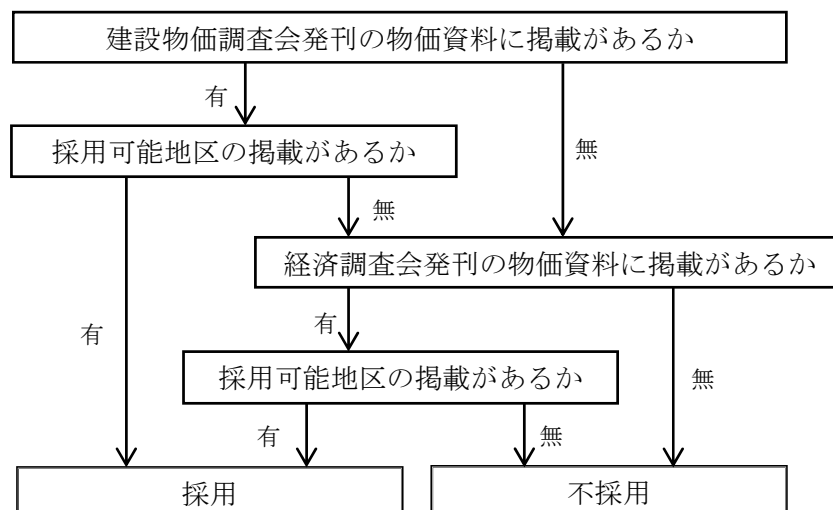 建設物価調査会発刊の物価資料に掲載があるか
有
採用可能地区の掲載があるか
無
無
経済調査会発刊の物価資料に掲載があるか
有
有
採用可能地区の掲載があるか
無
有
無
採用
不採用